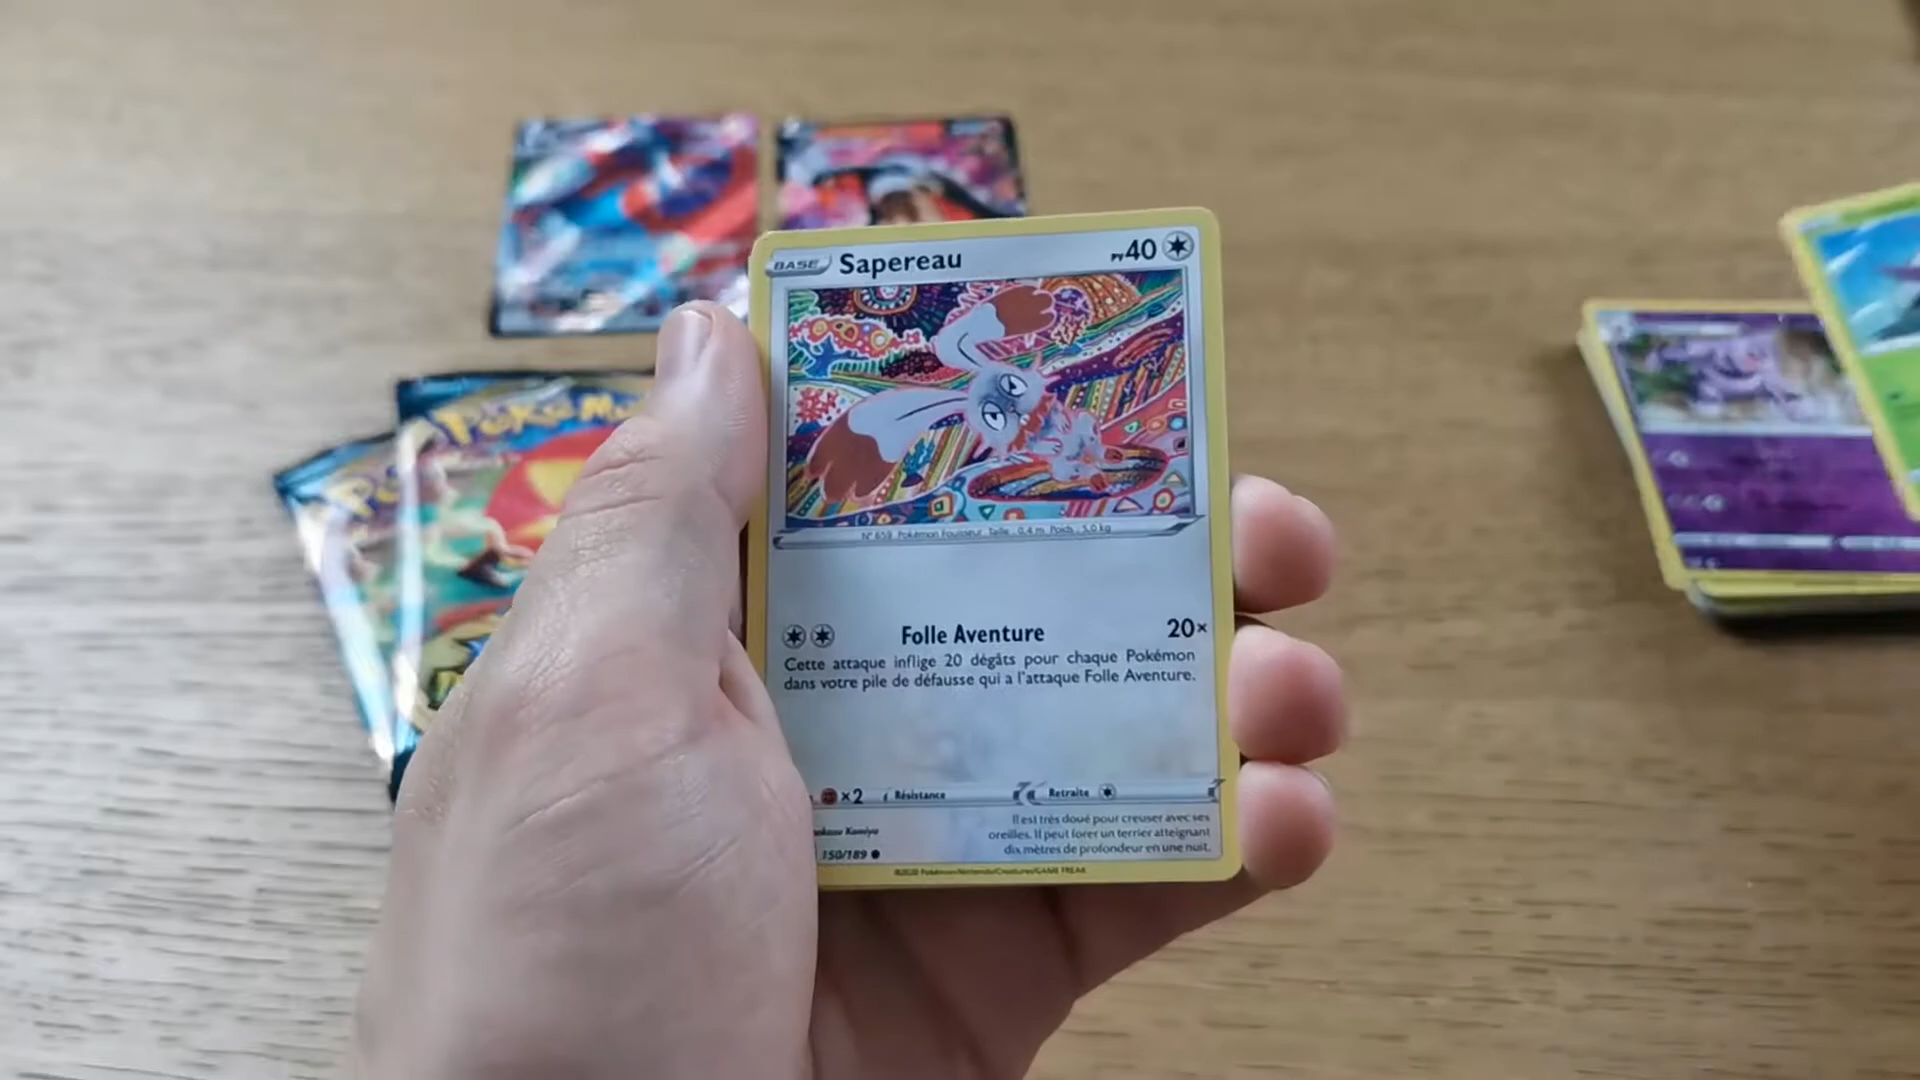 BASE Sapereau PV40
N° 659 Pokémon Fouisseur Taille : 0,4 m Poids : 5,0 kg
Folle Aventure 20×
Cette attaque inflige 20 dégâts pour chaque Pokémon
dans votre pile de défausse qui a l'attaque Folle Aventure.
×2 Résistance Retraite
Il est très doué pour creuser avec ses
oreilles. Il peut forer un terrier atteignant
dix mètres de profondeur en une nuit.
Komiya
150/189
©2020 Pokémon/Nintendo/Creatures/GAME FREAK